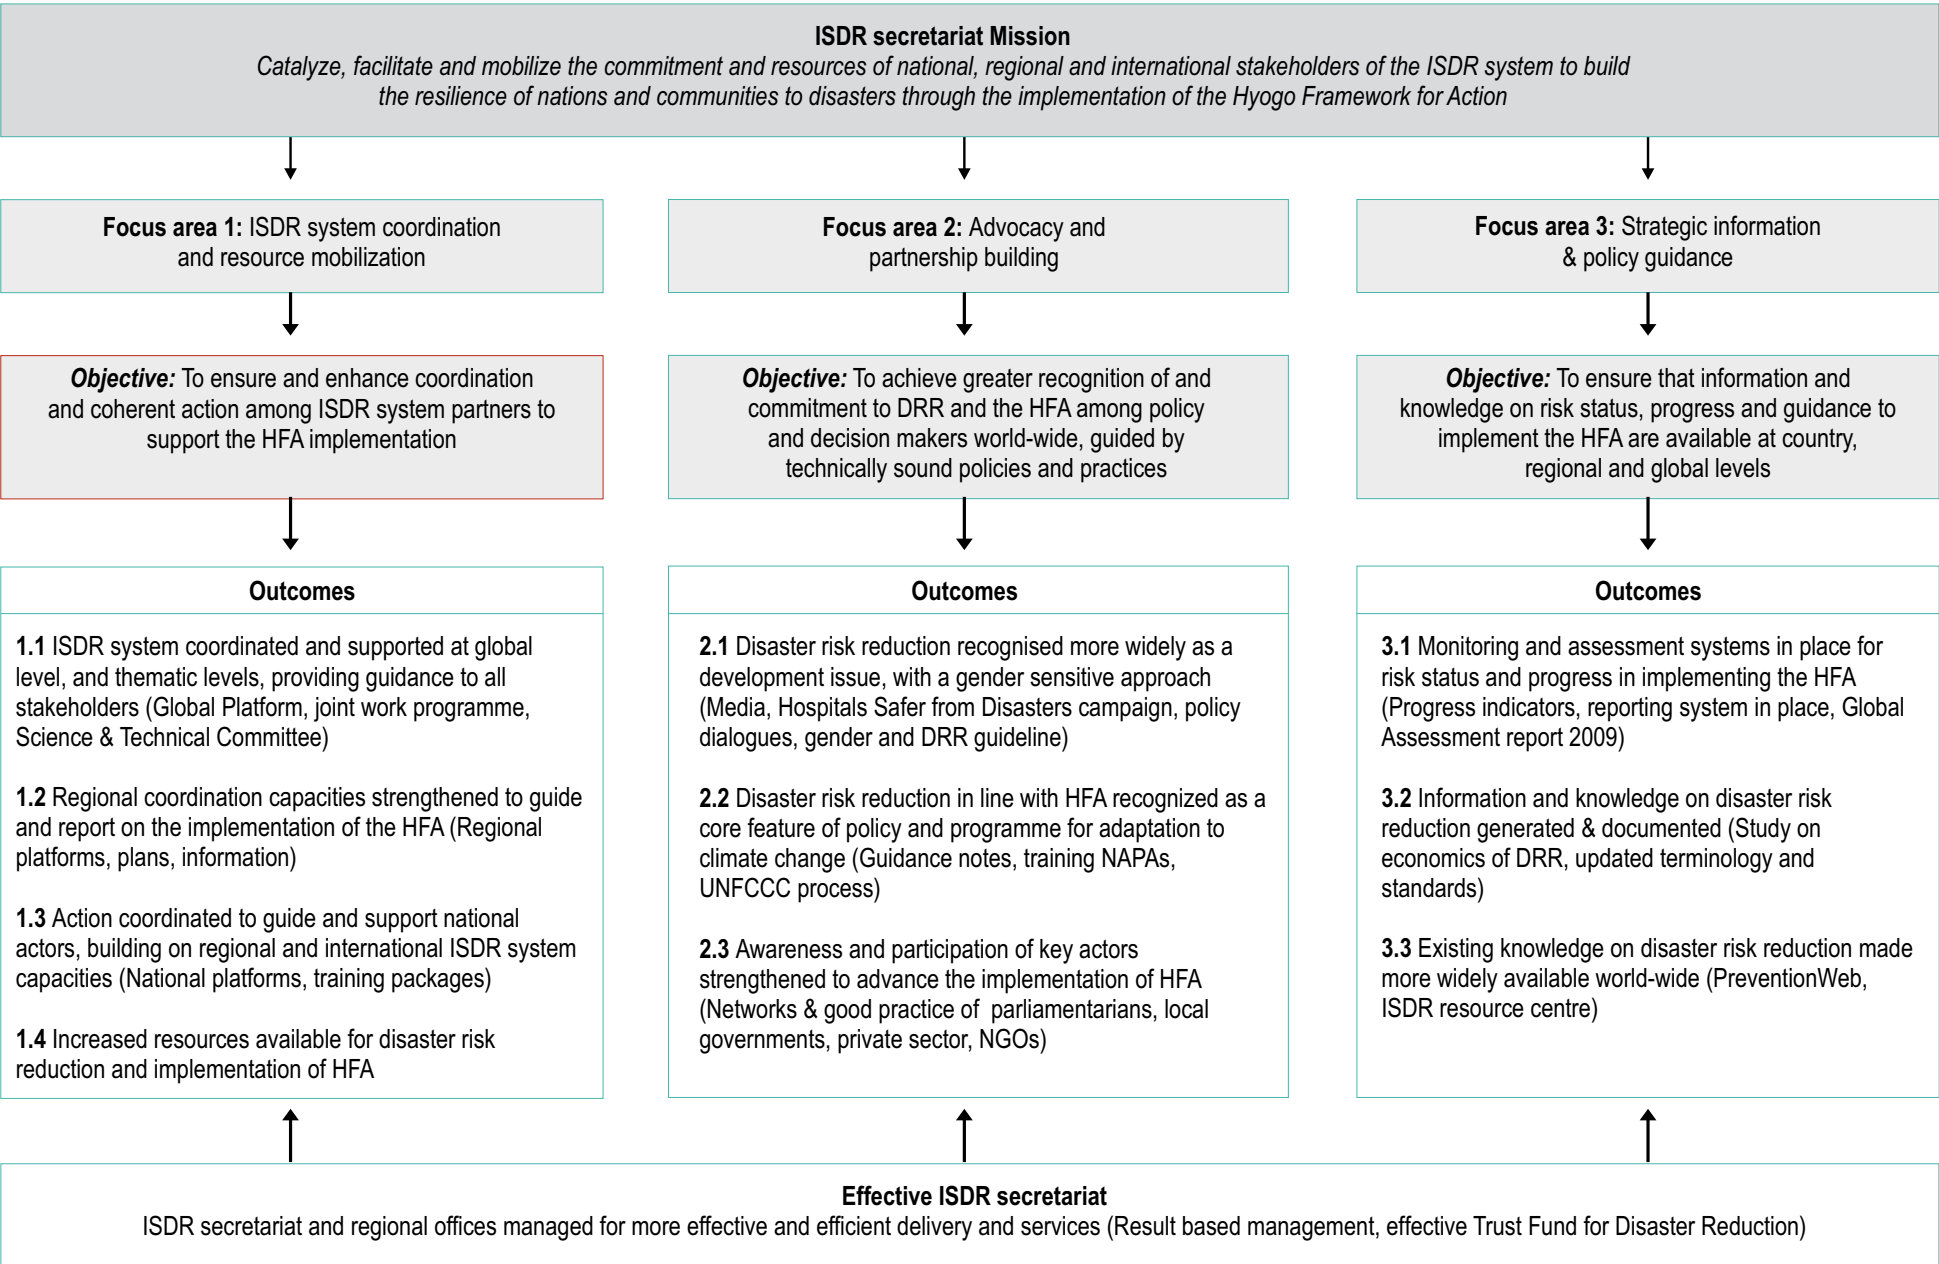 ISDR secretariat Mission
Catalyze, facilitate and mobilize the commitment and resources of national, regional and international stakeholders of the ISDR system to build
the resilience of nations and communities to disasters through the implementation of the Hyogo Framework for Action
Focus area 1: ISDR system coordination
and resource mobilization
Objective: To ensure and enhance coordination
and coherent action among ISDR system partners to
support the HFA implementation
Outcomes
1.1 ISDR system coordinated and supported at global
level, and thematic levels, providing guidance to all
stakeholders (Global Platform, joint work programme,
Science & Technical Committee)
1.2 Regional coordination capacities strengthened to guide
and report on the implementation of the HFA (Regional
platforms, plans, information)
1.3 Action coordinated to guide and support national
actors, building on regional and international ISDR system
capacities (National platforms, training packages)
1.4 Increased resources available for disaster risk
reduction and implementation of HFA
Focus area 2: Advocacy and
partnership building
Objective: To achieve greater recognition of and
commitment to DRR and the HFA among policy
and decision makers world-wide, guided by
technically sound policies and practices
Outcomes
2.1 Disaster risk reduction recognised more widely as a
development issue, with a gender sensitive approach
(Media, Hospitals Safer from Disasters campaign, policy
dialogues, gender and DRR guideline)
2.2 Disaster risk reduction in line with HFA recognized as a
core feature of policy and programme for adaptation to
climate change (Guidance notes, training NAPAs,
UNFCCC process)
2.3 Awareness and participation of key actors
strengthened to advance the implementation of HFA
(Networks & good practice of parliamentarians, local
governments, private sector, NGOs)
Focus area 3: Strategic information
& policy guidance
Objective: To ensure that information and
knowledge on risk status, progress and guidance to
implement the HFA are available at country,
regional and global levels
Outcomes
3.1 Monitoring and assessment systems in place for
risk status and progress in implementing the HFA
(Progress indicators, reporting system in place, Global
Assessment report 2009)
3.2 Information and knowledge on disaster risk
reduction generated & documented (Study on
economics of DRR, updated terminology and
standards)
3.3 Existing knowledge on disaster risk reduction made
more widely available world-wide (PreventionWeb,
ISDR resource centre)
Effective ISDR secretariat
ISDR secretariat and regional offices managed for more effective and efficient delivery and services (Result based management, effective Trust Fund for Disaster Reduction)